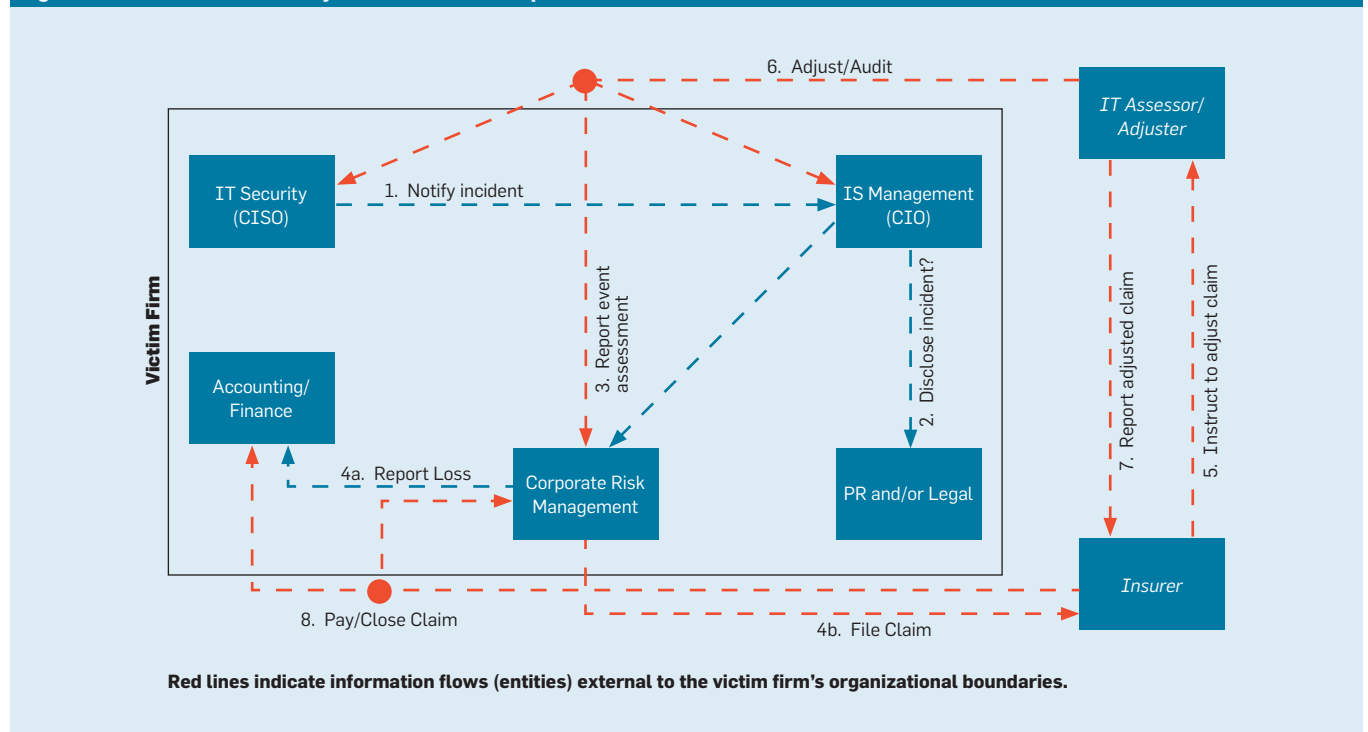 6. Adjust/Audit
IT Assessor/
Adjuster
IT Security
(CISO)
1. Notify incident
IS Management
(CIO)
Victim Firm
3. Report event
assessment
2. Disclose incident?
7. Report adjusted claim
5. Instruct to adjust claim
Accounting/
Finance
4a. Report Loss
Corporate Risk
Management
PR and/or Legal
Insurer
8. Pay/Close Claim
4b. File Claim
Red lines indicate information flows (entities) external to the victim firm’s organizational boundaries.